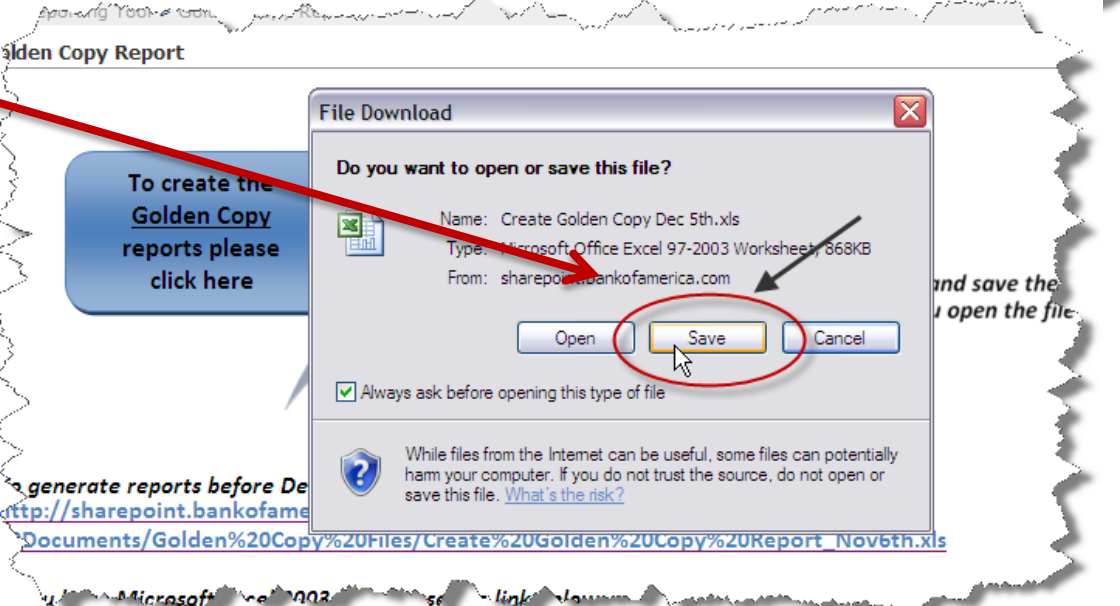 Golden Copy Report
File Download
Do you want to open or save this file?
To create the
Golden Copy
reports please
click here
Name: Create Golden Copy Dec 5th.xls
Type: Microsoft Office Excel 97-2003 Worksheet, 868KB
From: sharepoint.bankofamerica.com
and save the
open the file
Open
Save
Cancel
Always ask before opening this type of file
While files from the Internet can be useful, some files can potentially
harm your computer. If you do not trust the source, do not open or
save this file. What's the risk?
generate reports before De
http://sharepoint.bankofame
Documents/Golden%20Copy%20Files/Create%20Golden%20Copy%20Report_Nov6th.xls
Microsoft